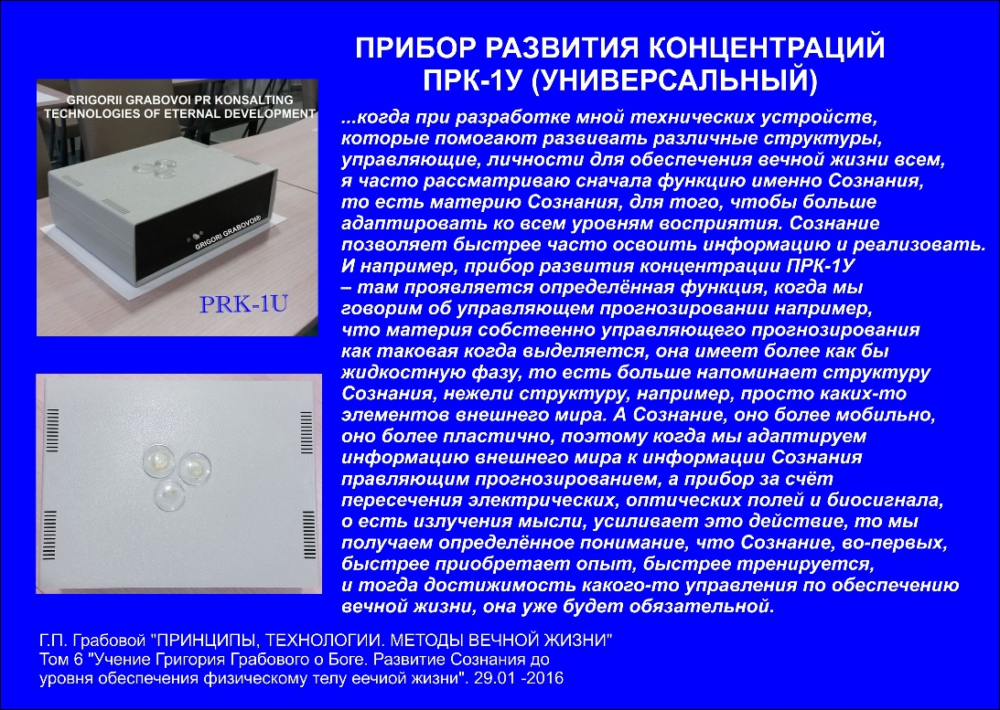 ПРИБОР РАЗВИТИЯ КОНЦЕНТРАЦИЙ
ПРК-1У (УНИВЕРСАЛЬНЫЙ)
GRIGORII GRABOVOI PR KONSALTING
TECHNOLOGIES OF ETERNAL DEVELOPMENT
GRIGORI GRABOVOI®
PRK-1U
...когда при разработке мной технических устройств,
которые помогают развивать различные структуры,
управляющие, личности для обеспечения вечной жизни всем,
я часто рассматриваю сначала функцию именно Сознания,
то есть материю Сознания, для того, чтобы больше
адаптировать ко всем уровням восприятия. Сознание
позволяет быстрее часто освоить информацию и реализовать.
И например, прибор развития концентрации ПРК-1У
– там проявляется определённая функция, когда мы
говорим об управляющем прогнозировании например,
что материя собственно управляющего прогнозирования
как таковая когда выделяется, она имеет более как бы
жидкостную фазу, то есть больше напоминает структуру
Сознания, нежели структуру, например, просто каких-то
элементов внешнего мира. А Сознание, оно более мобильно,
оно более пластично, поэтому когда мы адаптируем
информацию внешнего мира к информации Сознания
правляющим прогнозированием, а прибор за счёт
пересечения электрических, оптических полей и биосигнала,
о есть излучения мысли, усиливает это действие, то мы
получаем определённое понимание, что Сознание, во-первых,
быстрее приобретает опыт, быстрее тренируется,
и тогда достижимость какого-то управления по обеспечению
вечной жизни, она уже будет обязательной.
Г.П. Грабовой "ПРИНЦИПЫ, ТЕХНОЛОГИИ. МЕТОДЫ ВЕЧНОЙ ЖИЗНИ"
Том 6 "Учение Григория Грабового о Боге. Развитие Сознания до
уровня обеспечения физическому телу еечиой жизни". 29.01 -2016